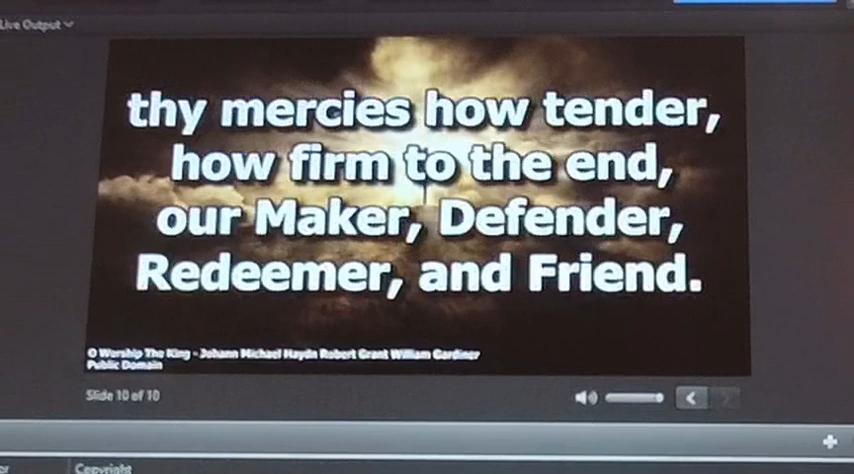 Live Output
thy mercies how tender,
how firm to the end,
our Maker, Defender,
Redeemer, and Friend.
O Worship The King - Johann Michael Haydn Robert Grant William Gardiner
Public Domain
Slide 10 of 10
Copyright